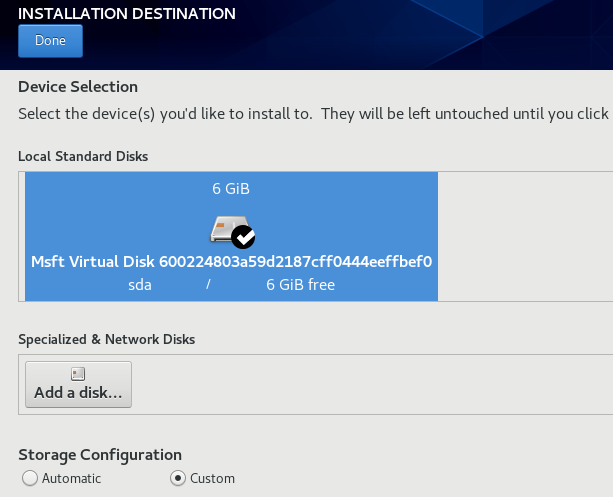 INSTALLATION DESTINATION
Done
Device Selection
Select the device(s) you'd like to install to.  They will be left untouched until you click
Local Standard Disks
6 GiB
Msft Virtual Disk 600224803a59d2187cff0444eeffbef0
sda / 6 GiB free
Specialized & Network Disks
Add a disk...
Storage Configuration
Automatic Custom